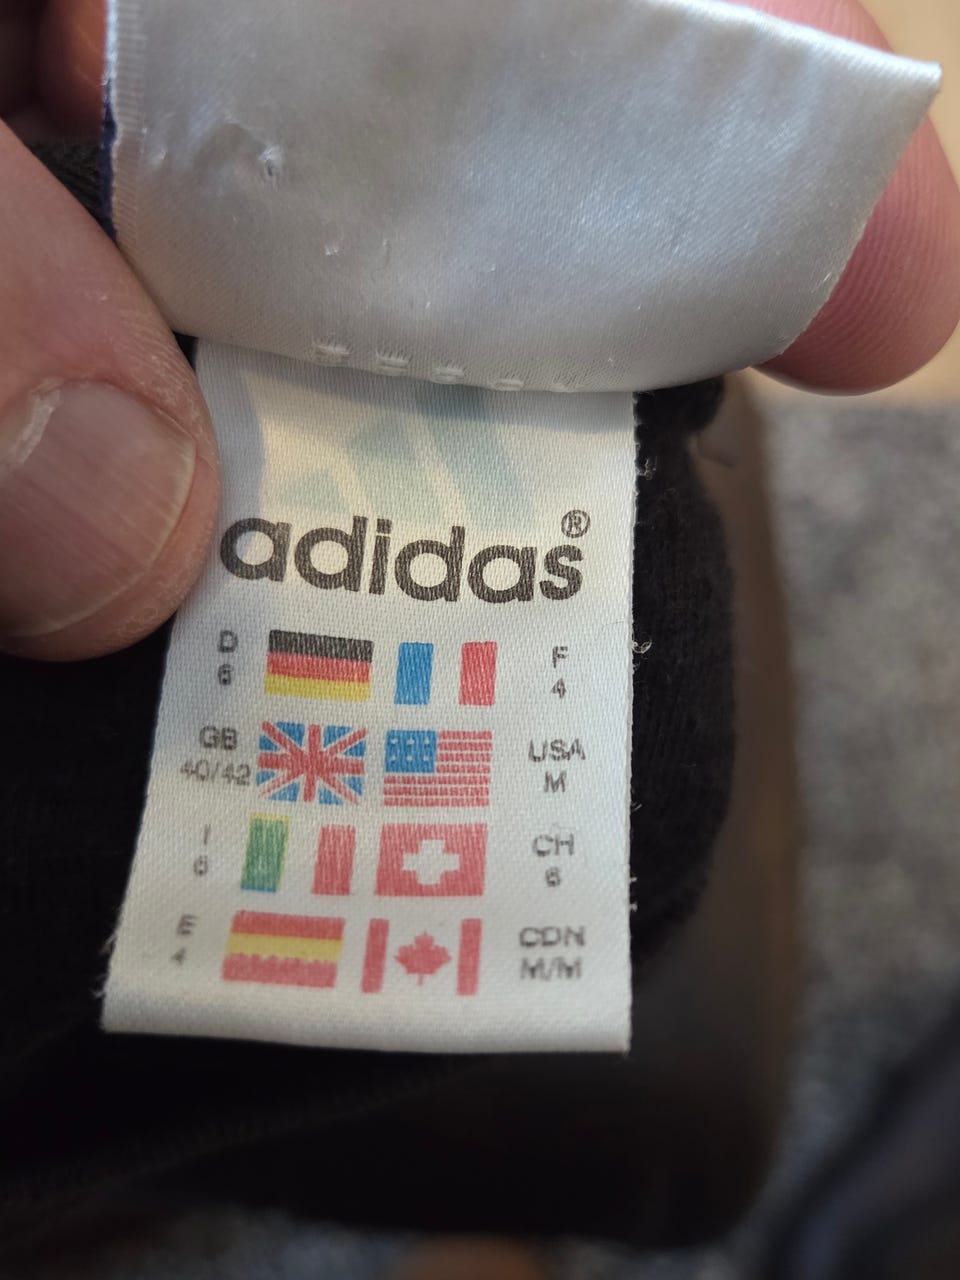 adidas®
D F
6 4
GB USA
40/42 M
I CH
6 6
E CDN
4 M/M